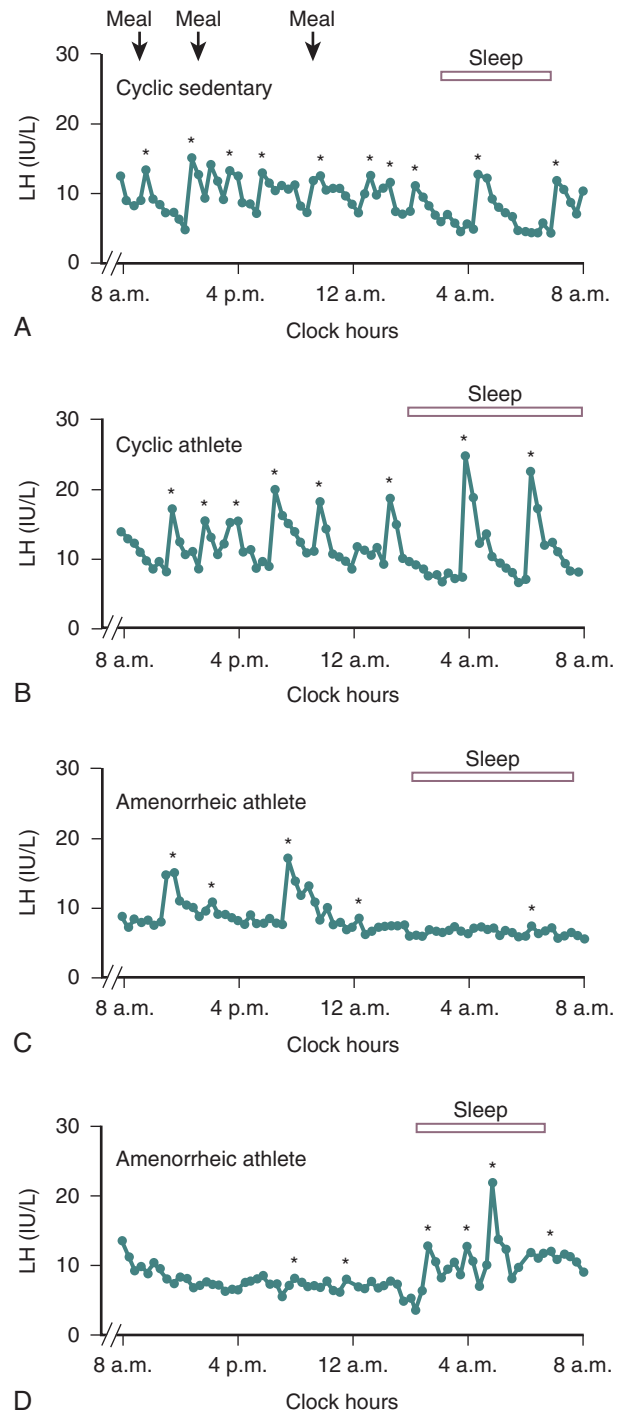 Meal Meal Meal
30
Sleep
Cyclic sedentary
20
* * * * * * * * * *
LH (IU/L)
10
0
8 a.m. 4 p.m. 12 a.m. 4 a.m. 8 a.m.
A
Clock hours
Sleep
30
Cyclic athlete
* * * * * * * *
20
LH (IU/L)
10
0
8 a.m. 4 p.m. 12 a.m. 4 a.m. 8 a.m.
B
Clock hours
30
Sleep
Amenorrheic athlete
20
* * * * *
LH (IU/L)
10
0
8 a.m. 4 p.m. 12 a.m. 4 a.m. 8 a.m.
C
Clock hours
Sleep
30
Amenorrheic athlete
* * * * * *
20
LH (IU/L)
10
0
8 a.m. 4 p.m. 12 a.m. 4 a.m. 8 a.m.
D
Clock hours